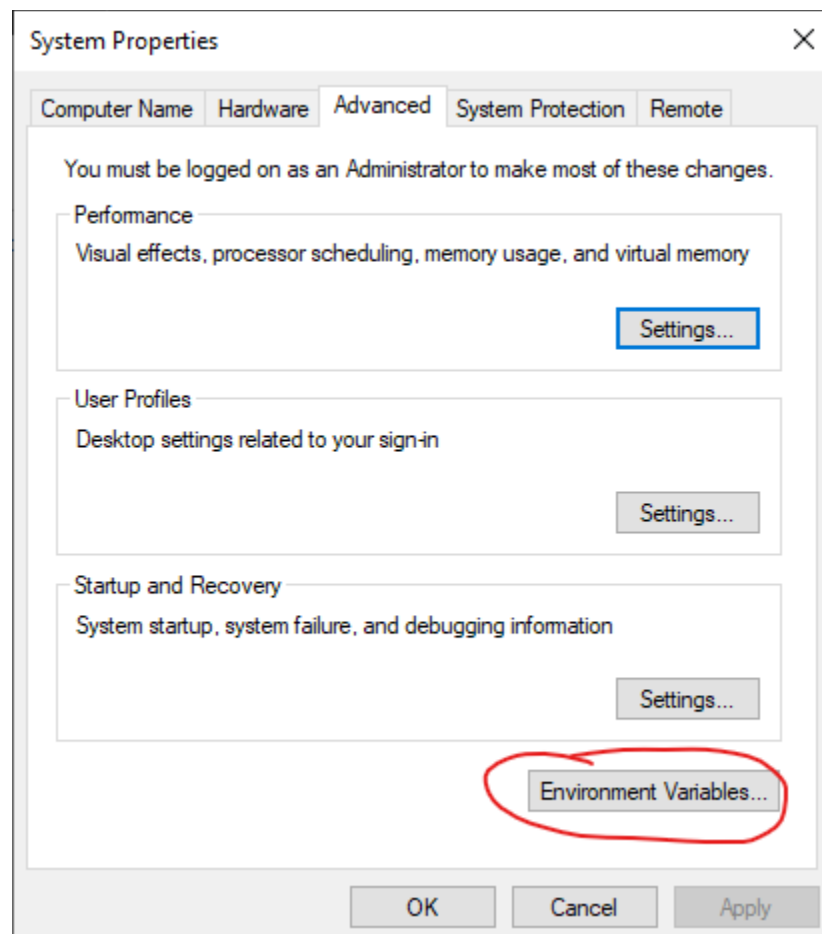 System Properties
Computer Name Hardware Advanced System Protection Remote
You must be logged on as an Administrator to make most of these changes.
Performance
Visual effects, processor scheduling, memory usage, and virtual memory
Settings...
User Profiles
Desktop settings related to your sign-in
Settings...
Startup and Recovery
System startup, system failure, and debugging information
Settings...
Environment Variables...
OK Cancel Apply